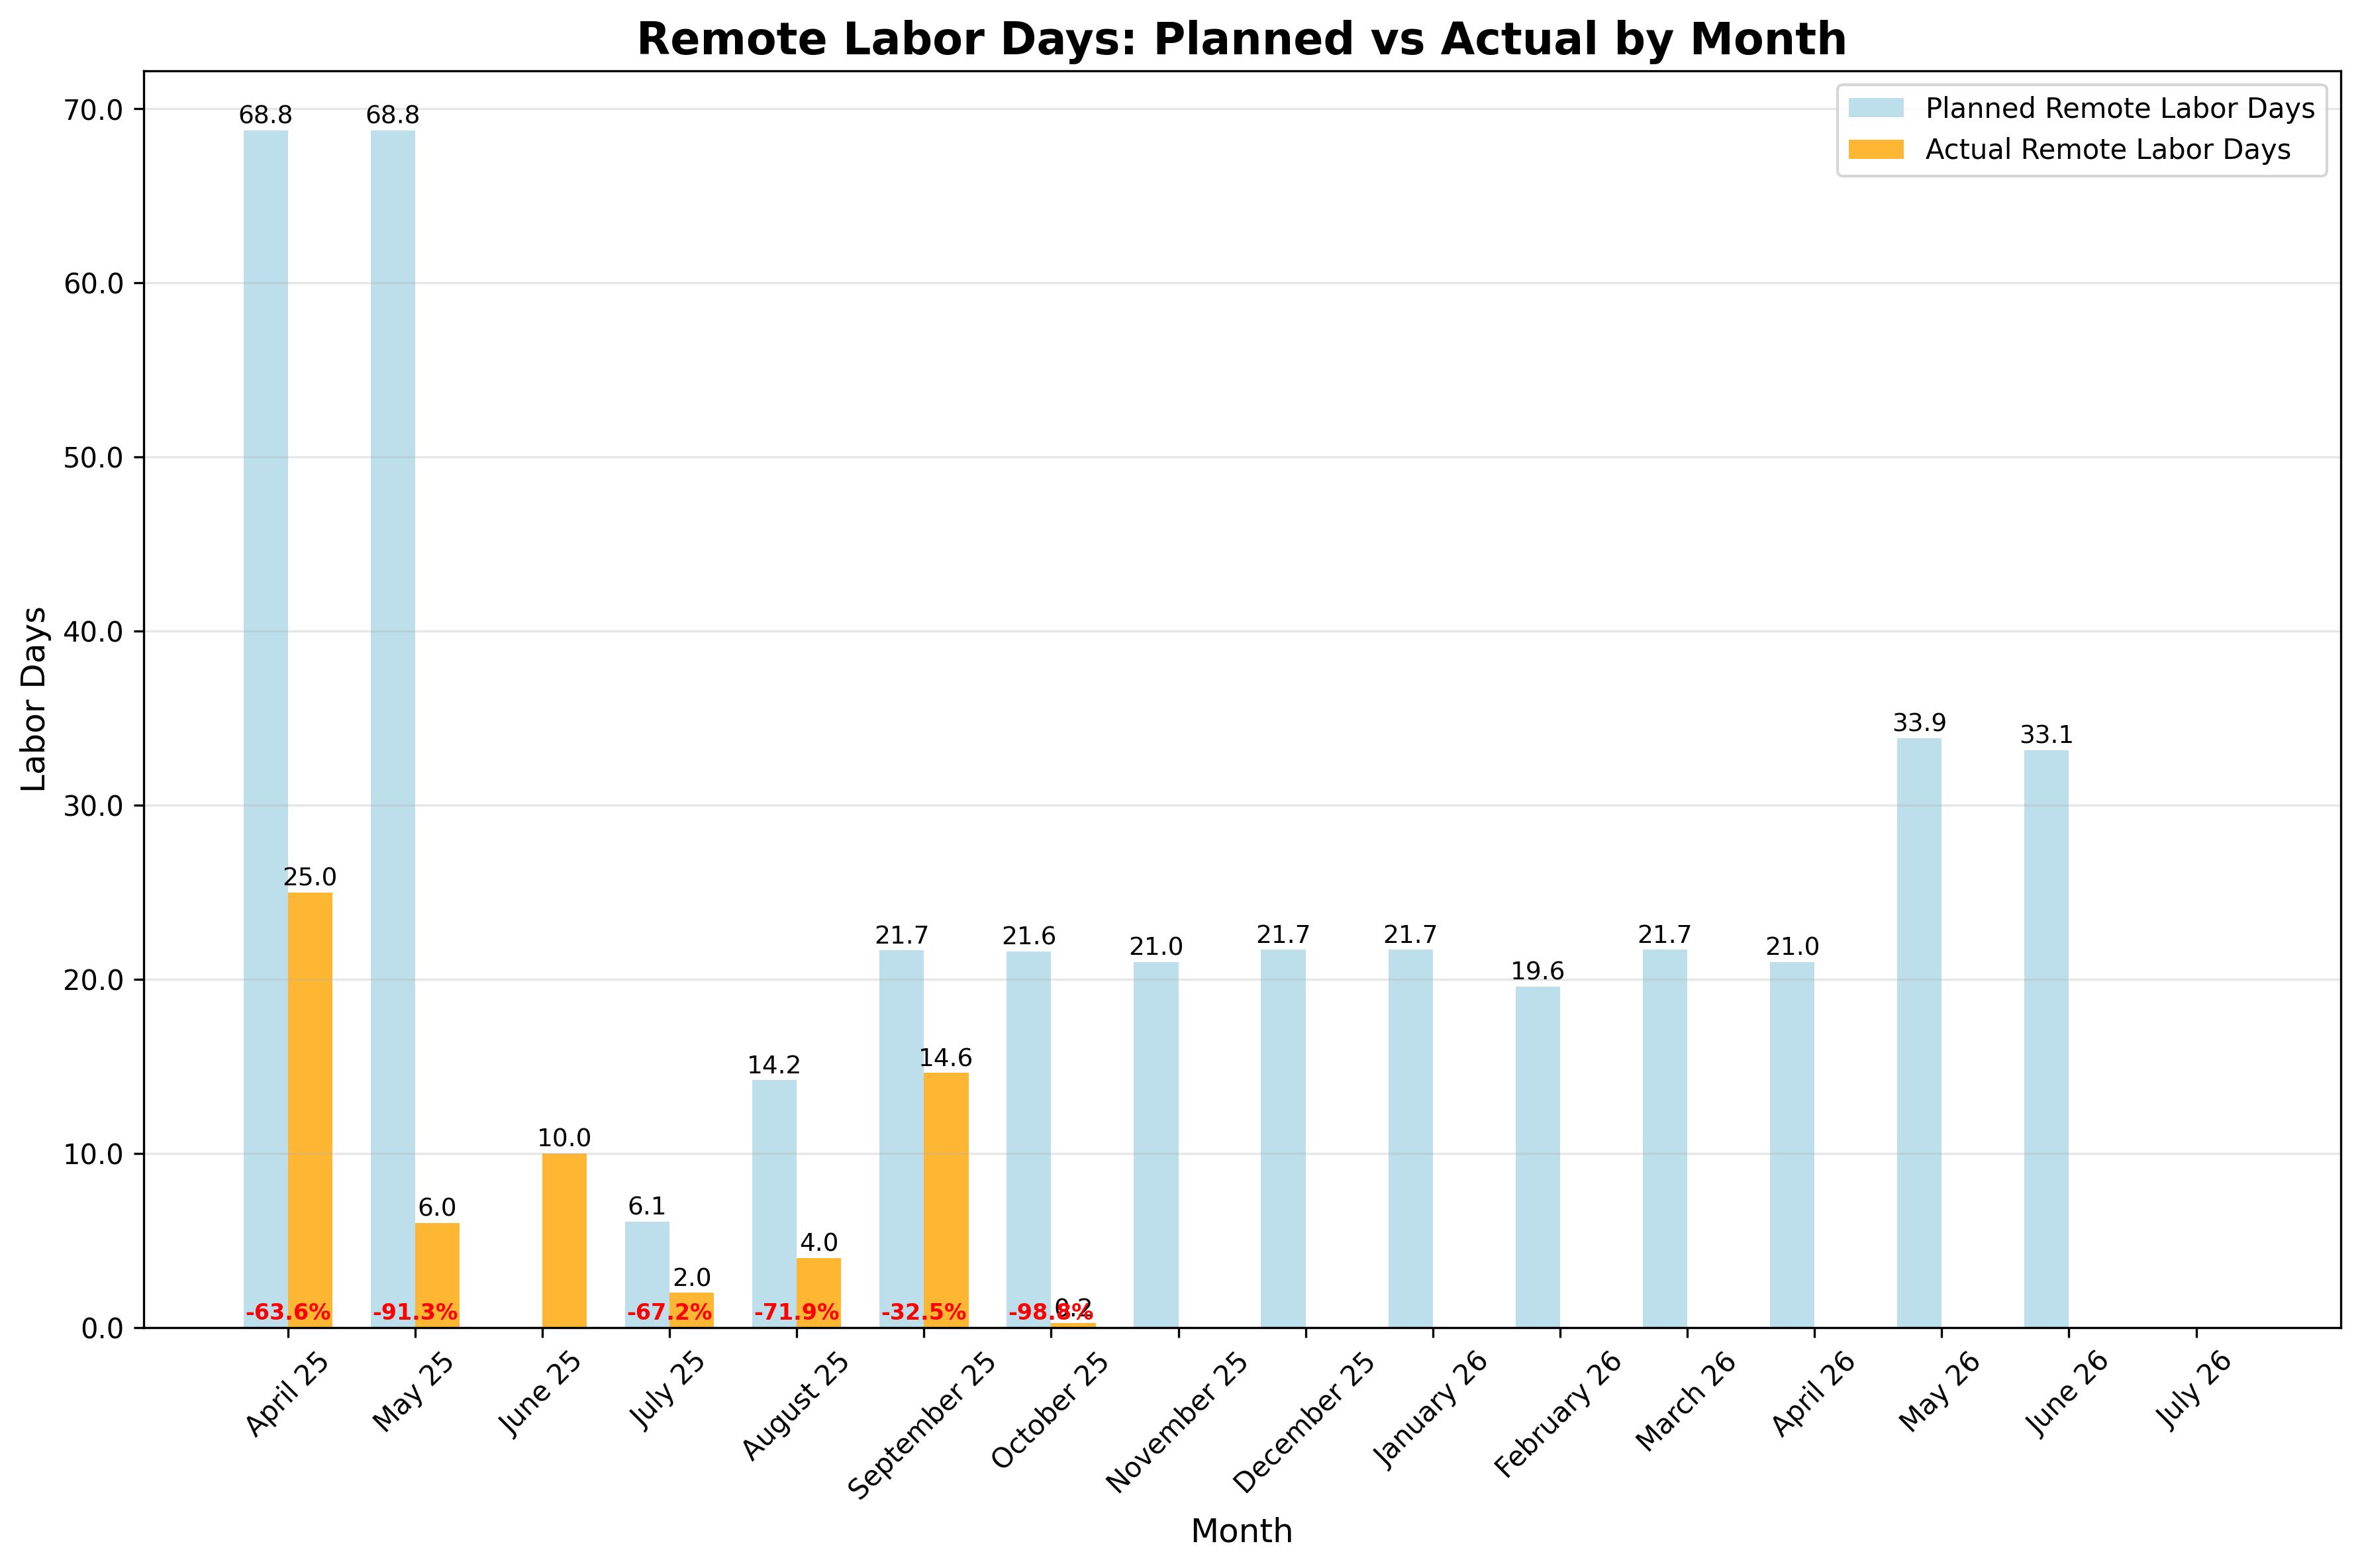 Remote Labor Days: Planned vs Actual by Month
Planned Remote Labor Days
Actual Remote Labor Days
Labor Days
70.0
60.0
50.0
40.0
30.0
20.0
10.0
0.0
68.8
68.8
25.0
6.0
10.0
6.1
2.0
14.2
4.0
21.7
14.6
21.6
0.2
21.0
21.7
21.7
19.6
21.7
21.0
33.9
33.1
-63.6%
-91.3%
-67.2%
-71.9%
-32.5%
-98.8%
April 25
May 25
June 25
July 25
August 25
September 25
October 25
November 25
December 25
January 26
February 26
March 26
April 26
May 26
June 26
July 26
Month